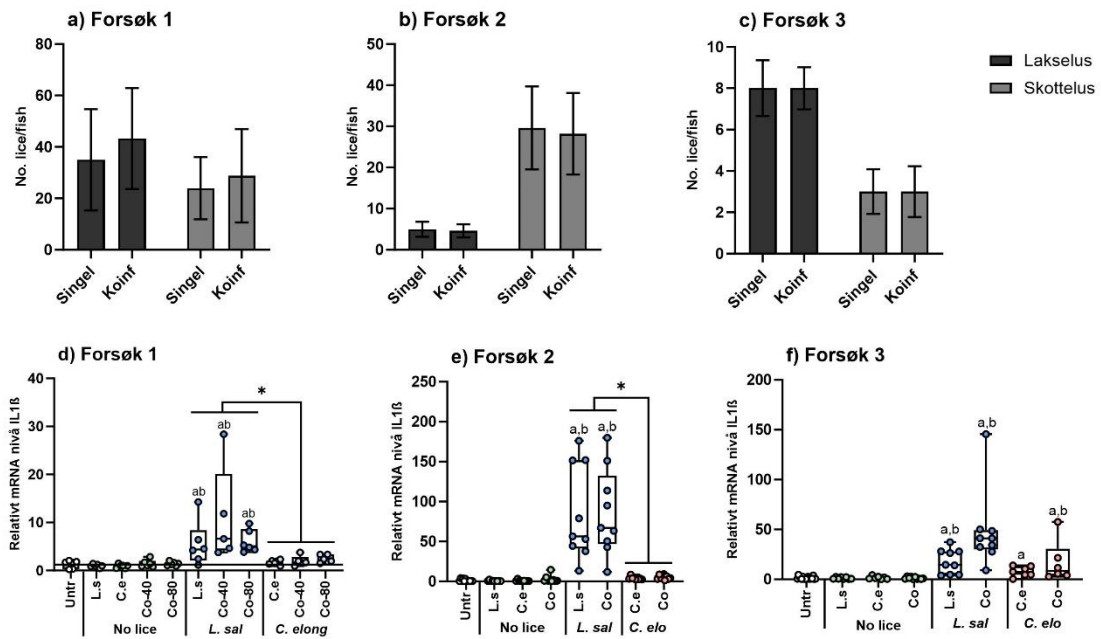 a) Forsøk 1
No. lice/fish
80
60
40
20
0
Singel
Koinf
Singel
Koinf
b) Forsøk 2
No. lice/fish
50
40
30
20
10
0
Singel
Koinf
Singel
Koinf
c) Forsøk 3
No. lice/fish
10
8
6
4
2
0
Singel
Koinf
Singel
Koinf
Lakselus
Skottelus
d) Forsøk 1
Relativt mRNA nivå IL1ß
40
30
20
10
0
*
ab
ab
ab
Untr
L.s
C.e
Co-40
Co-80
L.s
Co-40
Co-80
C.e
Co-40
Co-80
No lice
L. sal
C. elong
e) Forsøk 2
Relativt mRNA nivå IL1ß
250
200
150
100
50
0
*
a,b
a,b
Untr
L.s
C.e
Co
L.s
Co
C.e
Co
No lice
L. sal
C. elo
f) Forsøk 3
Relativt mRNA nivå IL1ß
200
150
100
50
0
a,b
a,b
a
a,b
Untr
L.s
C.e
Co
L.s
Co
C.e
Co
No lice
L. sal
C. elo